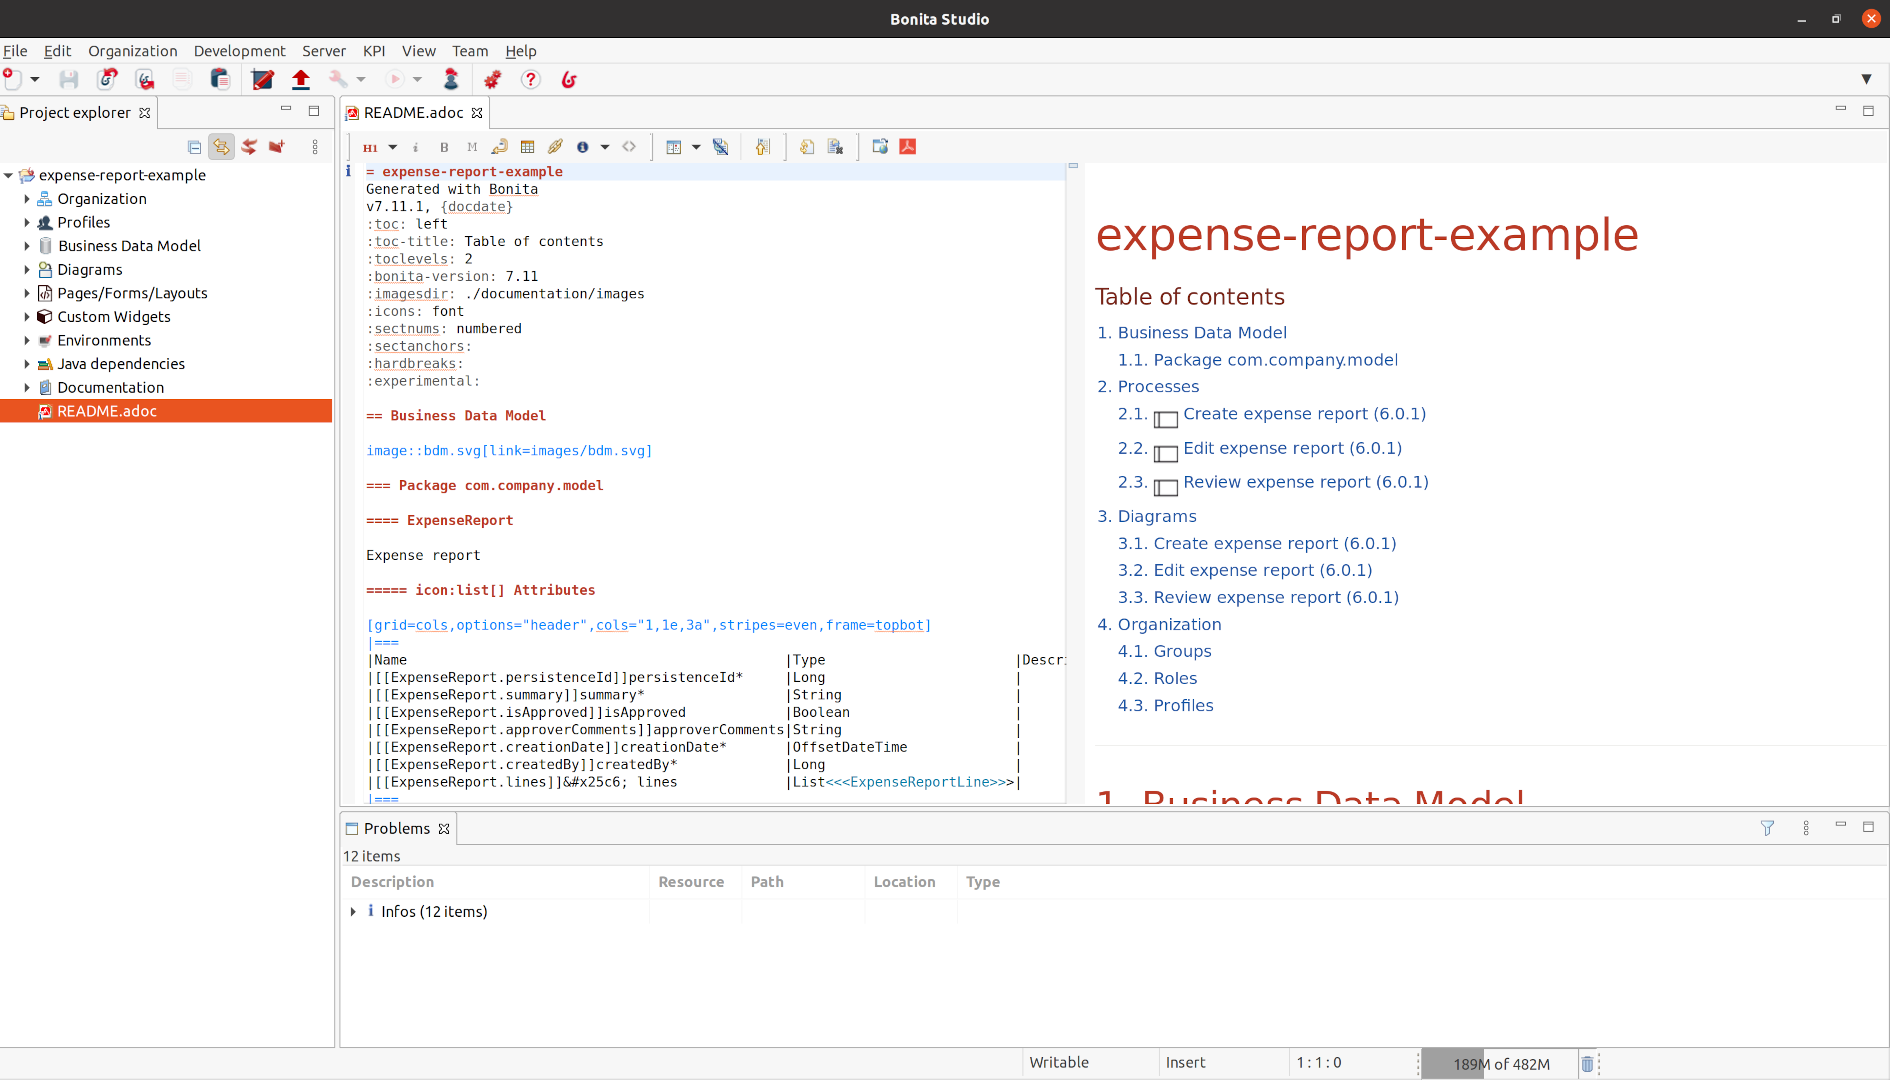 Bonita Studio
File Edit Organization Development Server KPI View Team Help
Project explorer
README.adoc
H1 i B M
expense-report-example
Organization
Profiles
Business Data Model
Diagrams
Pages/Forms/Layouts
Custom Widgets
Environments
Java dependencies
Documentation
README.adoc
= expense-report-example
Generated with Bonita
v7.11.1, {docdate}
:toc: left
:toc-title: Table of contents
:toclevels: 2
:bonita-version: 7.11
:imagesdir: ./documentation/images
:icons: font
:sectnums: numbered
:sectanchors:
:hardbreaks:
:experimental:
== Business Data Model
image::bdm.svg[link=images/bdm.svg]
=== Package com.company.model
==== ExpenseReport
Expense report
===== icon:list[] Attributes
[grid=cols,options="header",cols="1,1e,3a",stripes=even,frame=topbot]
|===
|Name |Type |Descri
|[[ExpenseReport.persistenceId]]persistenceId* |Long |
|[[ExpenseReport.summary]]summary* |String |
|[[ExpenseReport.isApproved]]isApproved |Boolean |
|[[ExpenseReport.approverComments]]approverComments|String |
|[[ExpenseReport.creationDate]]creationDate* |OffsetDateTime |
|[[ExpenseReport.createdBy]]createdBy* |Long |
|[[ExpenseReport.lines]]&#x25c6; lines |List<<<ExpenseReportLine>>>|
|===
expense-report-example
Table of contents
1. Business Data Model
1.1. Package com.company.model
2. Processes
2.1. Create expense report (6.0.1)
2.2. Edit expense report (6.0.1)
2.3. Review expense report (6.0.1)
3. Diagrams
3.1. Create expense report (6.0.1)
3.2. Edit expense report (6.0.1)
3.3. Review expense report (6.0.1)
4. Organization
4.1. Groups
4.2. Roles
4.3. Profiles
1. Business Data Model
Problems
12 items
Description Resource Path Location Type
i Infos (12 items)
Writable Insert 1 : 1 : 0 189M of 482M